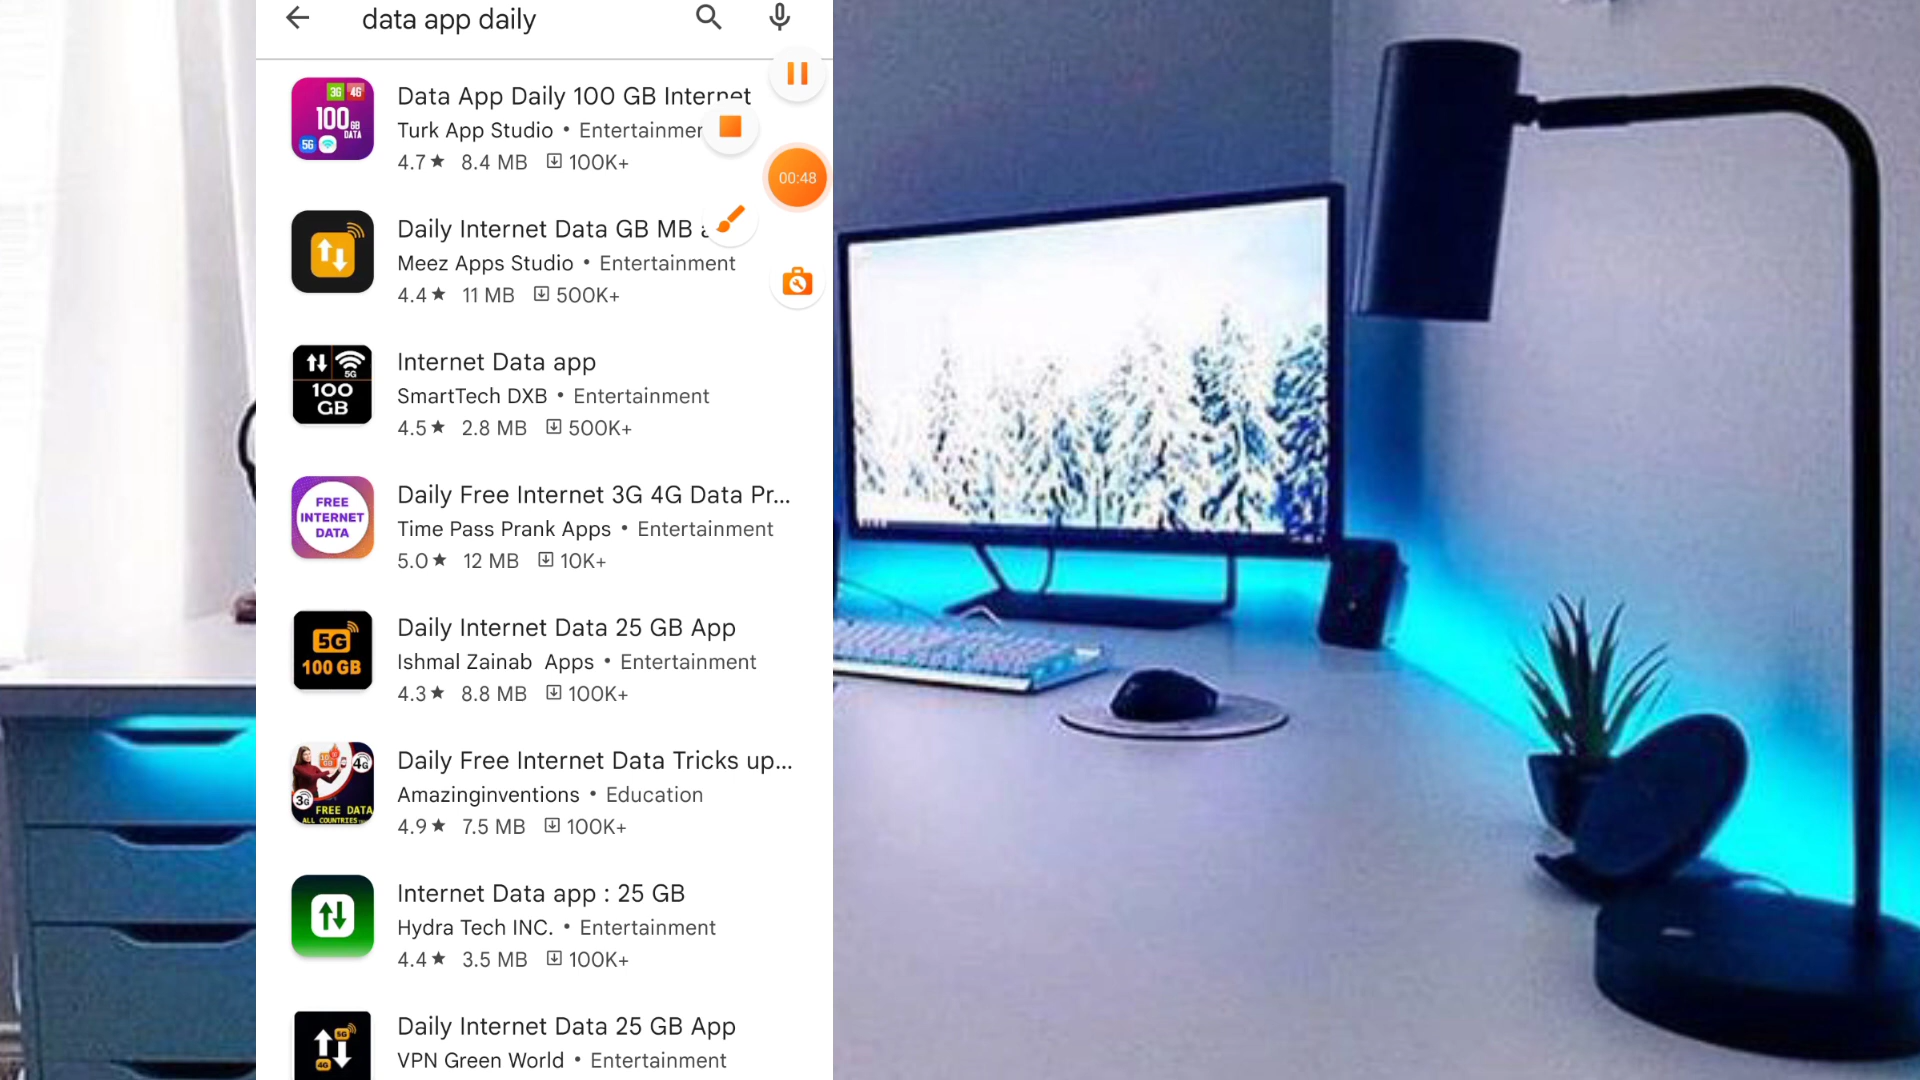 data app daily
3G 4G
100 GB
DATA
5G
Data App Daily 100 GB Internet
Turk App Studio • Entertainmen
4.7★ 8.4 MB 100K+
00:48
Daily Internet Data GB MB a
Meez Apps Studio • Entertainment
4.4★ 11 MB 500K+
5G
100
GB
Internet Data app
SmartTech DXB • Entertainment
4.5★ 2.8 MB 500K+
FREE
INTERNET
DATA
Daily Free Internet 3G 4G Data Pr...
Time Pass Prank Apps • Entertainment
5.0★ 12 MB 10K+
5G
100 GB
Daily Internet Data 25 GB App
Ishmal Zainab Apps • Entertainment
4.3★ 8.8 MB 100K+
4G
3G
FREE DATA
ALL COUNTRIES
Daily Free Internet Data Tricks up...
Amazinginventions • Education
4.9★ 7.5 MB 100K+
Internet Data app : 25 GB
Hydra Tech INC. • Entertainment
4.4★ 3.5 MB 100K+
5G
4G
Daily Internet Data 25 GB App
VPN Green World • Entertainment